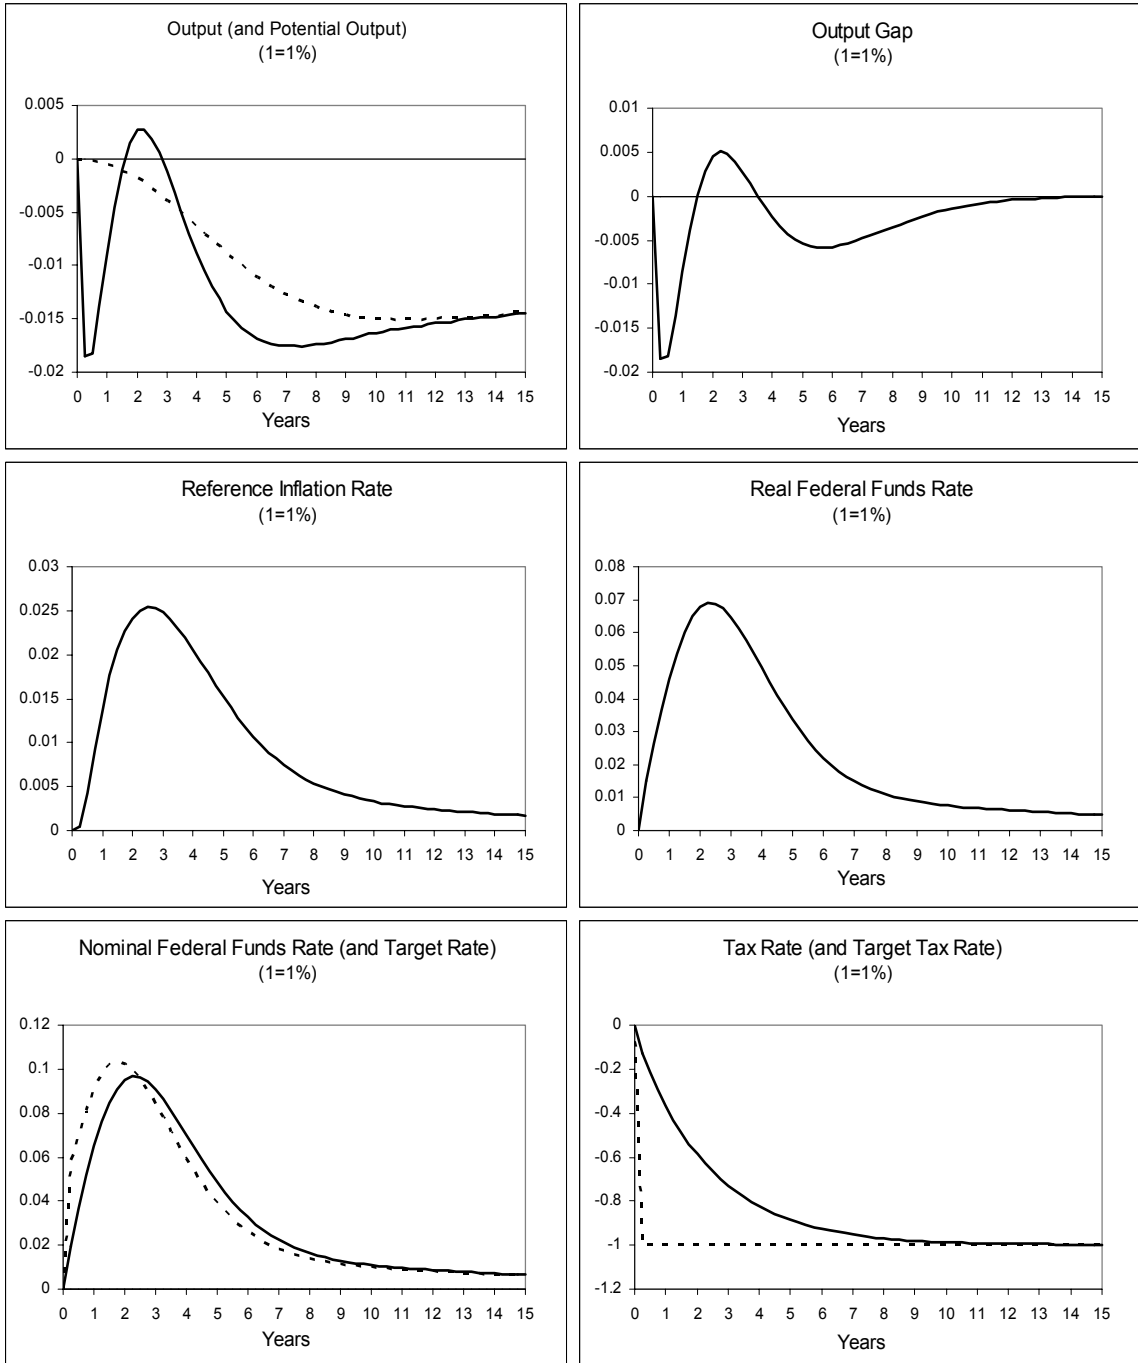 Output (and Potential Output)
(1=1%)
0.005
0
-0.005
-0.01
-0.015
-0.02
0 1 2 3 4 5 6 7 8 9 10 11 12 13 14 15
Years
Output Gap
(1=1%)
0.01
0.005
0
-0.005
-0.01
-0.015
-0.02
0 1 2 3 4 5 6 7 8 9 10 11 12 13 14 15
Years
Reference Inflation Rate
(1=1%)
0.03
0.025
0.02
0.015
0.01
0.005
0
0 1 2 3 4 5 6 7 8 9 10 11 12 13 14 15
Years
Real Federal Funds Rate
(1=1%)
0.08
0.07
0.06
0.05
0.04
0.03
0.02
0.01
0
0 1 2 3 4 5 6 7 8 9 10 11 12 13 14 15
Years
Nominal Federal Funds Rate (and Target Rate)
(1=1%)
0.12
0.1
0.08
0.06
0.04
0.02
0
0 1 2 3 4 5 6 7 8 9 10 11 12 13 14 15
Years
Tax Rate (and Target Tax Rate)
(1=1%)
0
-0.2
-0.4
-0.6
-0.8
-1
-1.2
0 1 2 3 4 5 6 7 8 9 10 11 12 13 14 15
Years